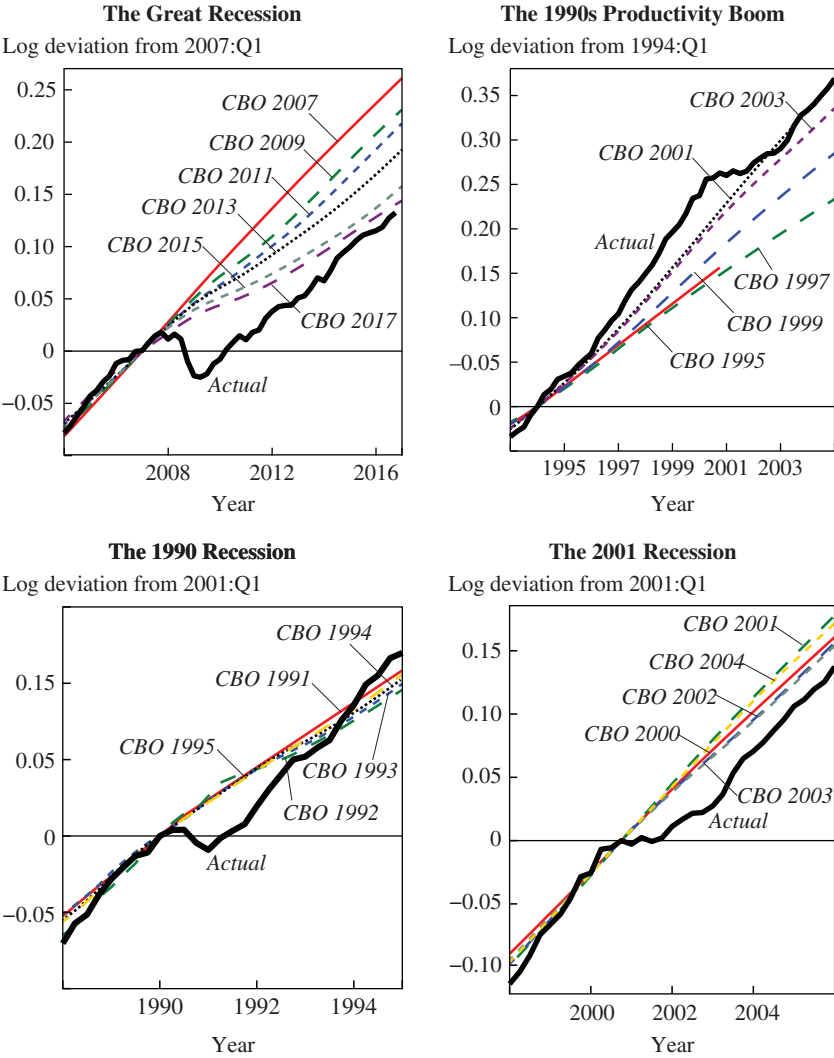 The Great Recession
Log deviation from 2007:Q1
0.25
0.20
0.15
0.10
0.05
0
−0.05
CBO 2007
CBO 2009
CBO 2011
CBO 2013
CBO 2015
CBO 2017
Actual
2008 2012 2016
Year
The 1990s Productivity Boom
Log deviation from 1994:Q1
0.35
0.30
0.25
0.20
0.15
0.10
−0.05
0
CBO 2003
CBO 2001
Actual
CBO 1997
CBO 1999
CBO 1995
1995 1997 1999 2001 2003
Year
The 1990 Recession
Log deviation from 2001:Q1
0.15
0.05
0
−0.05
CBO 1994
CBO 1991
CBO 1995
CBO 1993
CBO 1992
Actual
1990 1992 1994
Year
The 2001 Recession
Log deviation from 2001:Q1
0.15
0.10
0.05
0
−0.05
−0.10
CBO 2001
CBO 2004
CBO 2002
CBO 2000
CBO 2003
Actual
2000 2002 2004
Year